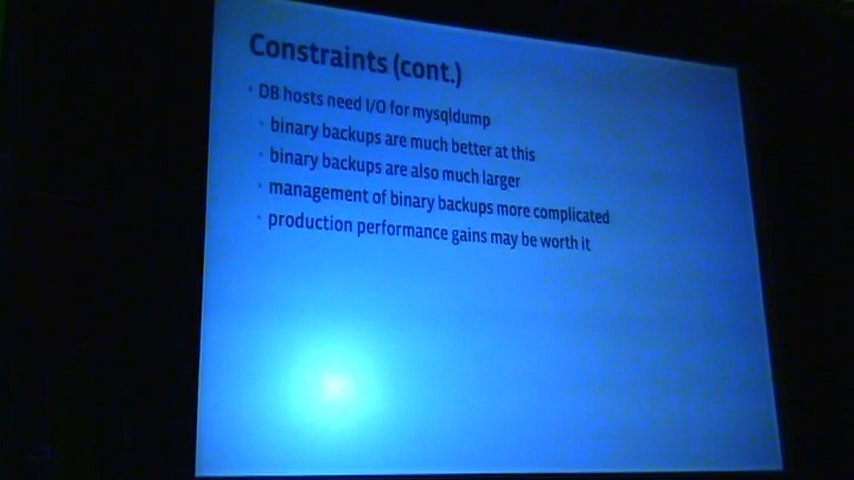 Constraints (cont.)
• DB hosts need I/O for mysqldump
• binary backups are much better at this
• binary backups are also much larger
• management of binary backups more complicated
• production performance gains may be worth it